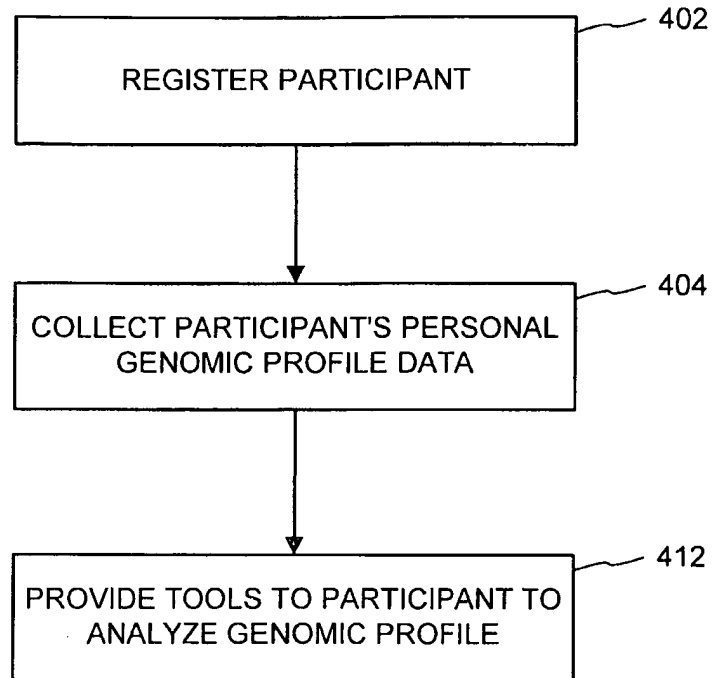 402
REGISTER PARTICIPANT
404
COLLECT PARTICIPANT'S PERSONAL
GENOMIC PROFILE DATA
412
PROVIDE TOOLS TO PARTICIPANT TO
ANALYZE GENOMIC PROFILE